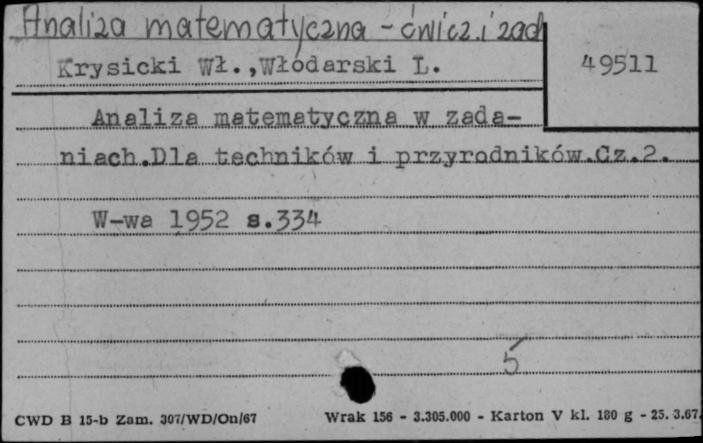 Analiza matematyczna - ćwicz. i zad
Krysicki Wł.,Włodarski L.
49511
Analiza matematyczna w zada-
niach.Dla techników i przyrodników.Cz.2.
W-wa 1952 s.334
5
CWD B 15-b Zam. 307/WD/On/67 Wrak 156 - 3.305.000 - Karton V kl. 180 g - 25. 3.67.